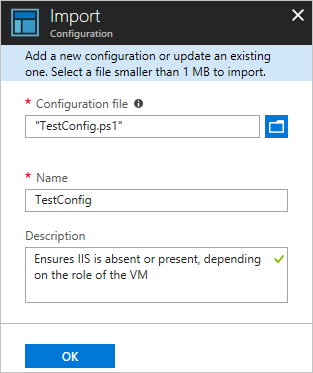 Import
Configuration
Add a new configuration or update an existing
one. Select a file smaller than 1 MB to import.
* Configuration file
"TestConfig.ps1"
* Name
TestConfig
Description
Ensures IIS is absent or present, depending
on the role of the VM
OK